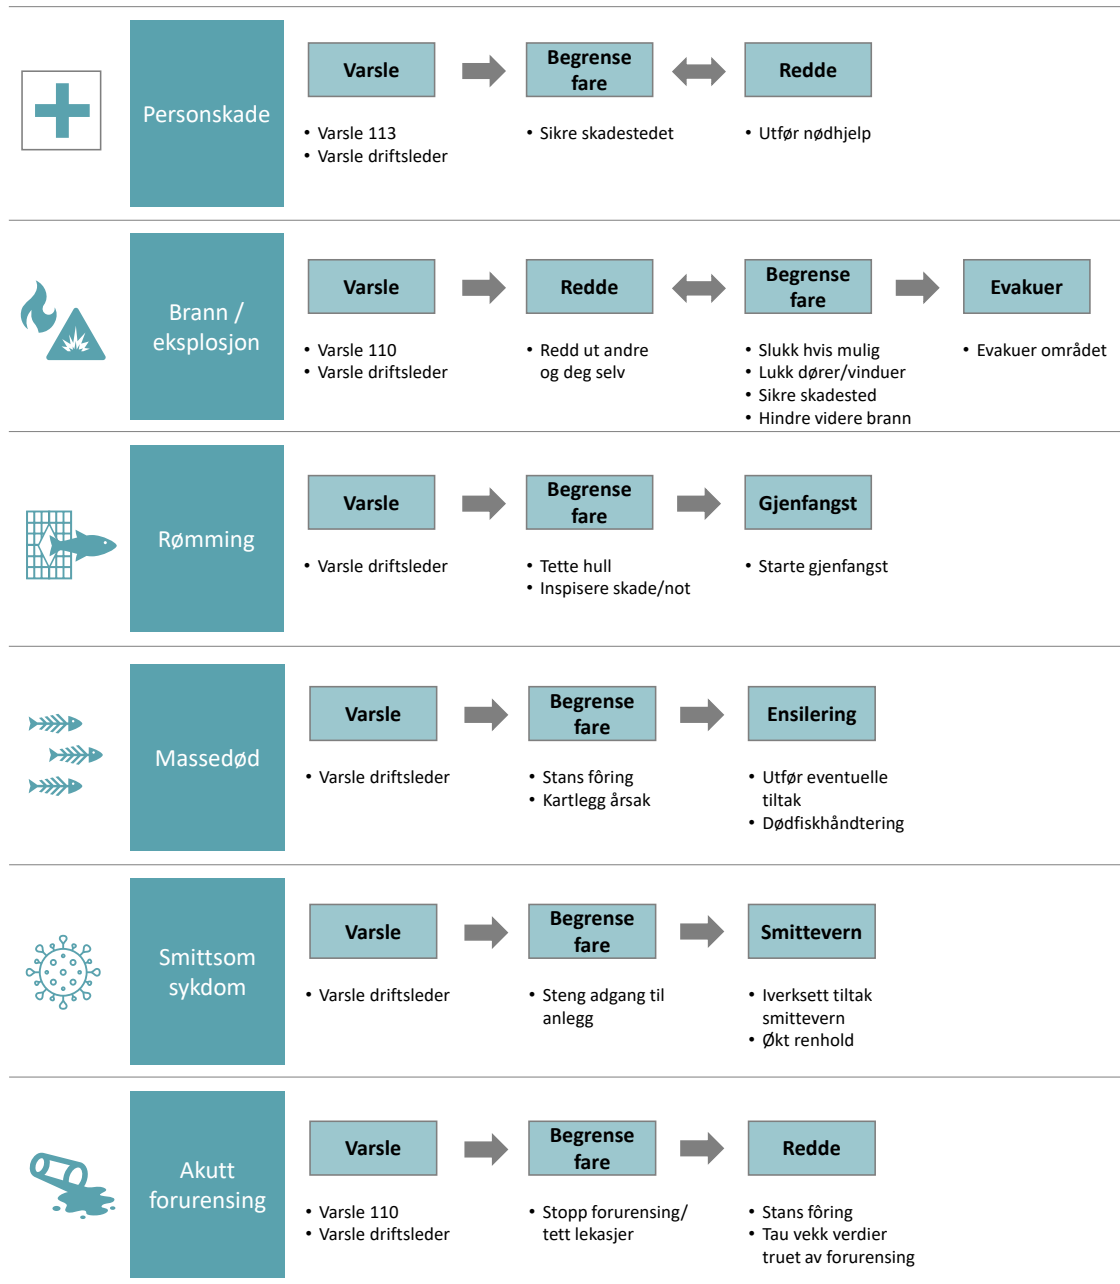 Personskade
Varsle
Begrense
fare
Redde
• Varsle 113
• Varsle driftsleder
• Sikre skadestedet
• Utfør nødhjelp
Brann /
eksplosjon
Varsle
Redde
Begrense
fare
Evakuer
• Varsle 110
• Varsle driftsleder
• Redd ut andre
og deg selv
• Slukk hvis mulig
• Lukk dører/vinduer
• Sikre skadested
• Hindre videre brann
• Evakuer området
Rømming
Varsle
Begrense
fare
Gjenfangst
• Varsle driftsleder
• Tette hull
• Inspisere skade/not
• Starte gjenfangst
Massedød
Varsle
Begrense
fare
Ensilering
• Varsle driftsleder
• Stans fôring
• Kartlegg årsak
• Utfør eventuelle
tiltak
• Dødfiskhåndtering
Smittsom
sykdom
Varsle
Begrense
fare
Smittevern
• Varsle driftsleder
• Steng adgang til
anlegg
• Iverksett tiltak
smittevern
• Økt renhold
Akutt
forurensing
Varsle
Begrense
fare
Redde
• Varsle 110
• Varsle driftsleder
• Stopp forurensing/
tett lekasjer
• Stans fôring
• Tau vekk verdier
truet av forurensing